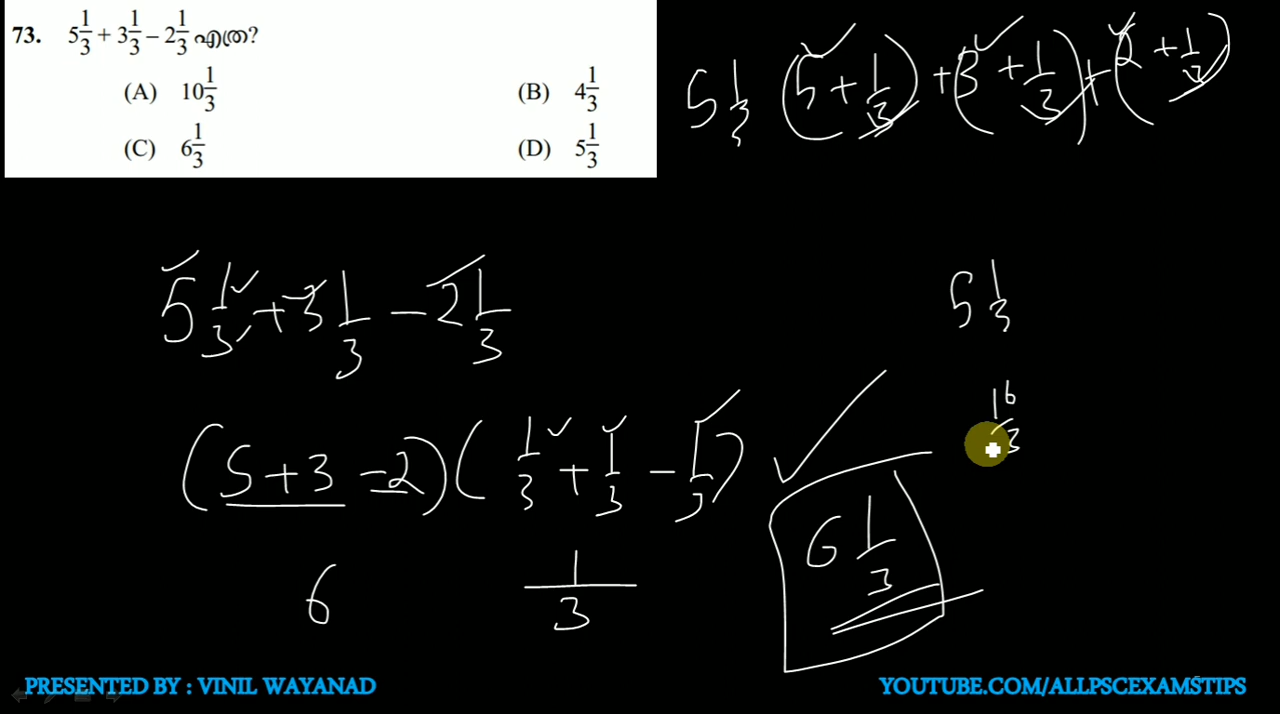 73. 5 1/3 + 3 1/3 – 2 1/3 എത്ര?
(A) 10 1/3 (B) 4 1/3
(C) 6 1/3 (D) 5 1/3
5 1/3 (5 + 1/3) + (3 + 1/3) + (2 + 1/3)
5 1/3 + 3 1/3 – 2 1/3
5 1/3
16/3
(5 + 3 – 2) (1/3 + 1/3 – 1/3)
6 1/3
6 1/3
PRESENTED BY : VINIL WAYANAD
YOUTUBE.COM/ALLPSCEXAMSTIPS